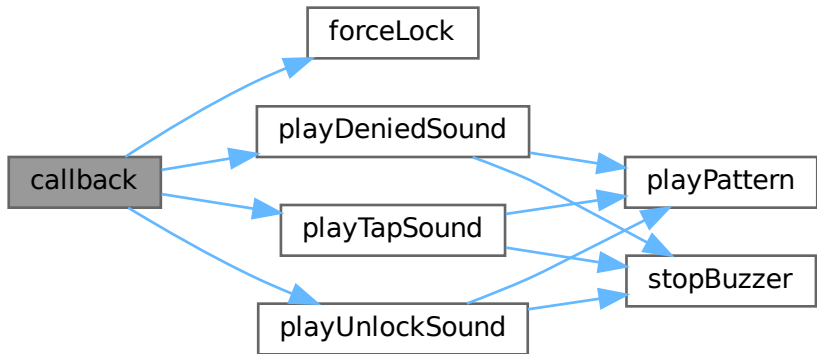 forceLock
playDeniedSound
callback
playPattern
playTapSound
stopBuzzer
playUnlockSound